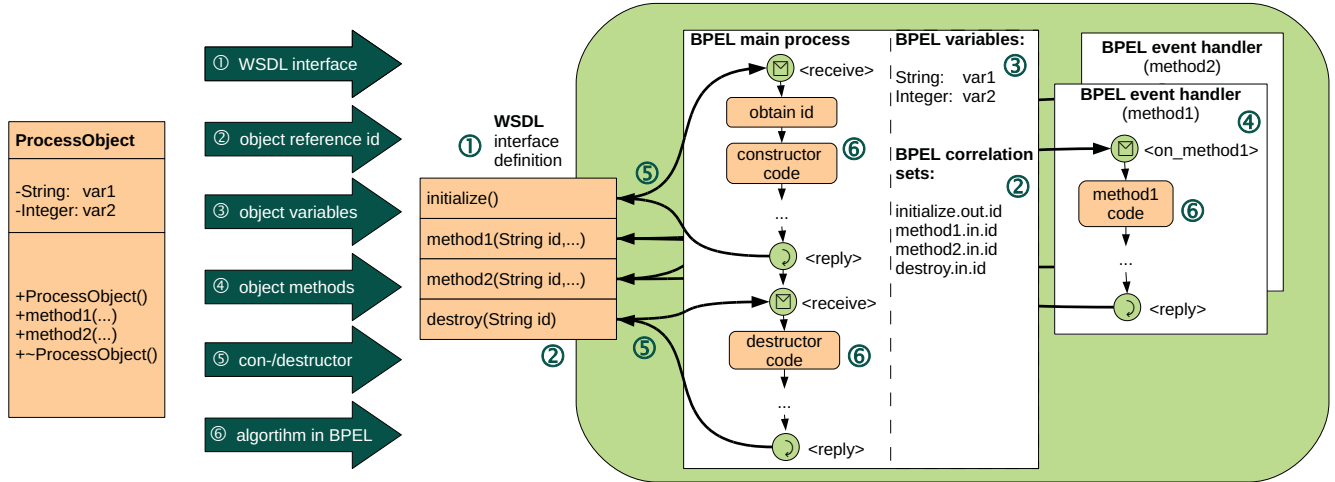 ProcessObject
-String: var1
-Integer: var2
+ProcessObject()
+method1(...)
+method2(...)
+~ProcessObject()
① WSDL interface
② object reference id
③ object variables
④ object methods
⑤ con-/destructor
⑥ algortihm in BPEL
WSDL
① interface
definition
initialize()
method1(String id,...)
method2(String id,...)
destroy(String id)
②
⑤
⑤
BPEL main process
<receive>
obtain id
constructor
code
⑥
...
<reply>
<receive>
destructor
code
⑥
...
<reply>
BPEL variables:
③
String: var1
Integer: var2
BPEL correlation
sets:
②
initialize.out.id
method1.in.id
method2.in.id
destroy.in.id
BPEL event handler
(method2)
BPEL event handler
(method1)
④
<on_method1>
method1
code
⑥
...
<reply>